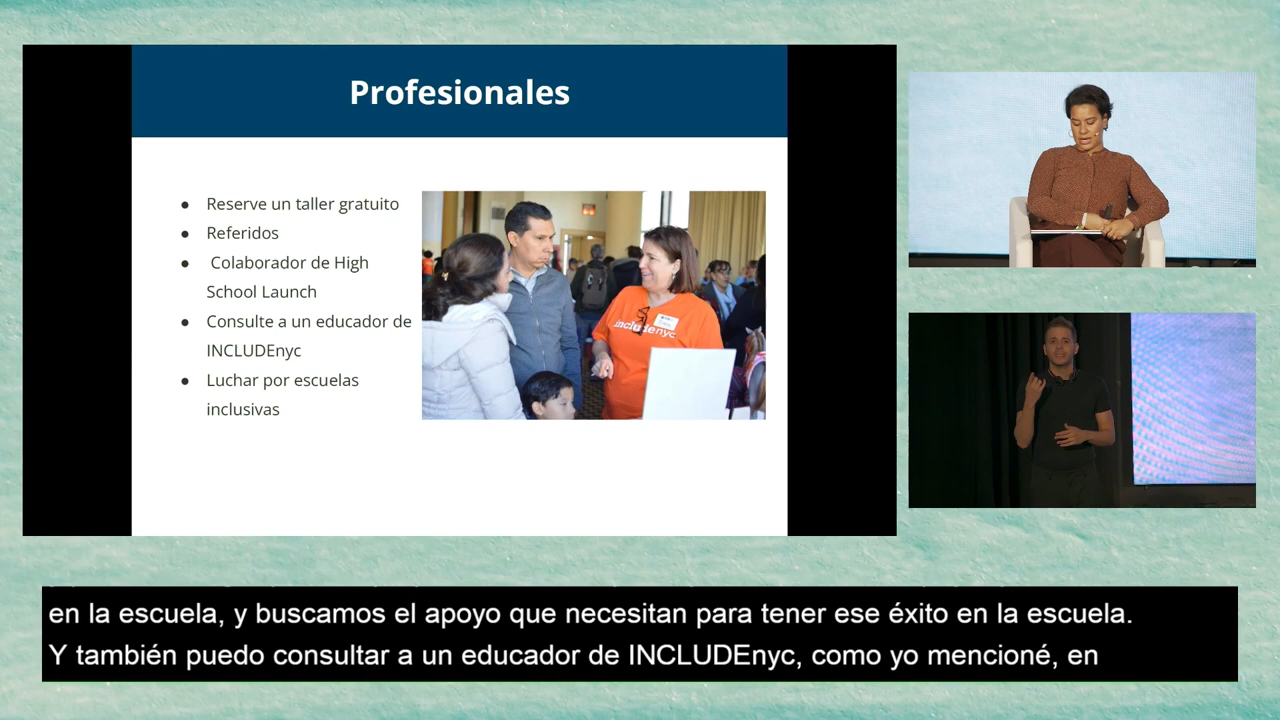 Profesionales
● Reserve un taller gratuito
● Referidos
● Colaborador de High
School Launch
● Consulte a un educador de
INCLUDEnyc
● Luchar por escuelas
inclusivas
includenyc
en la escuela, y buscamos el apoyo que necesitan para tener ese éxito en la escuela.
Y también puedo consultar a un educador de INCLUDEnyc, como yo mencioné, en